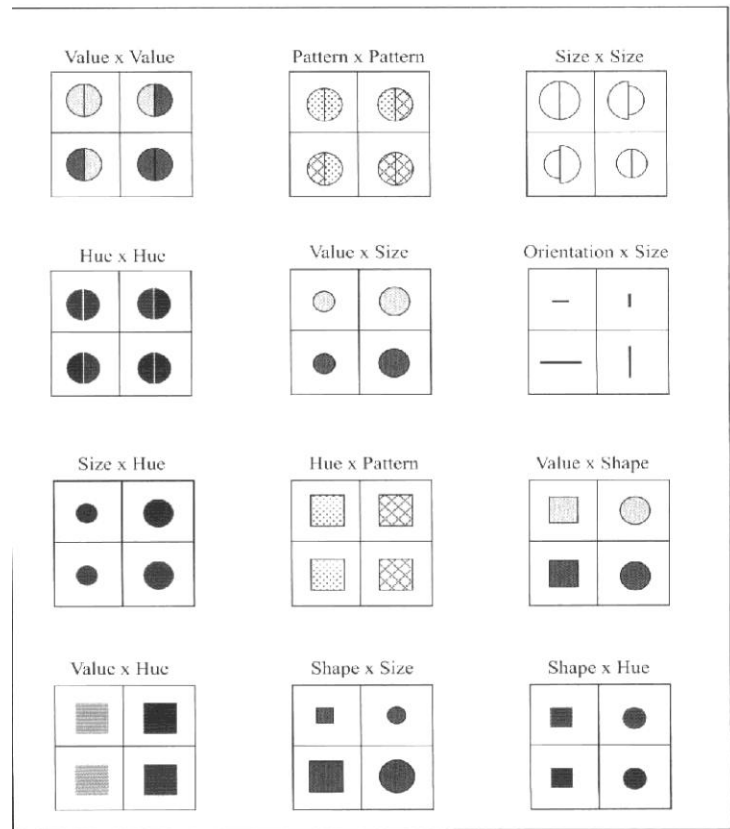 Value x Value
Pattern x Pattern
Size x Size
Hue x Hue
Value x Size
Orientation x Size
Size x Hue
Hue x Pattern
Value x Shape
Value x Hue
Shape x Size
Shape x Hue